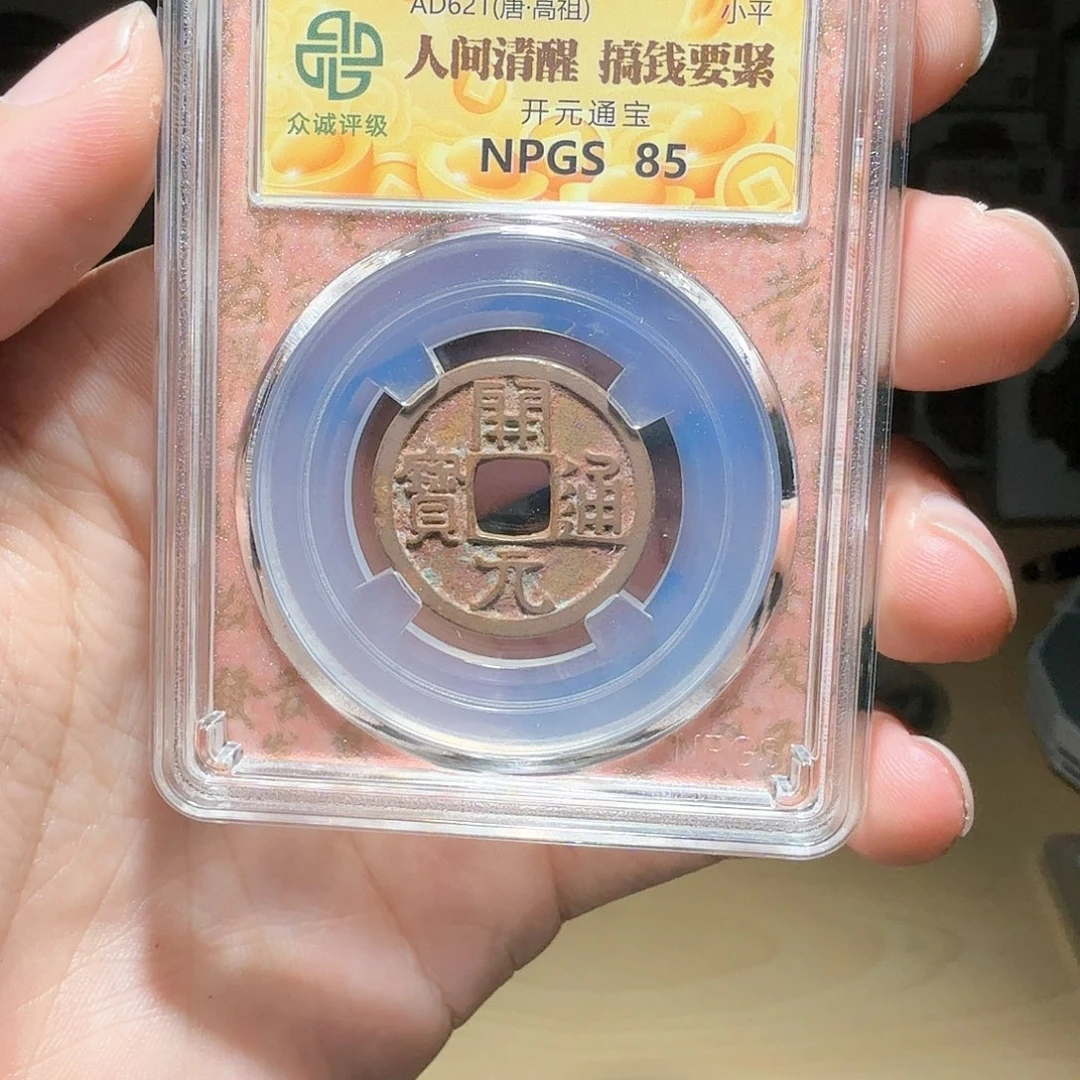 AD621(唐·高祖) 小平
人间清醒 搞钱要紧
众诚评级
开元通宝
NPGS 85
開
寶 通
元